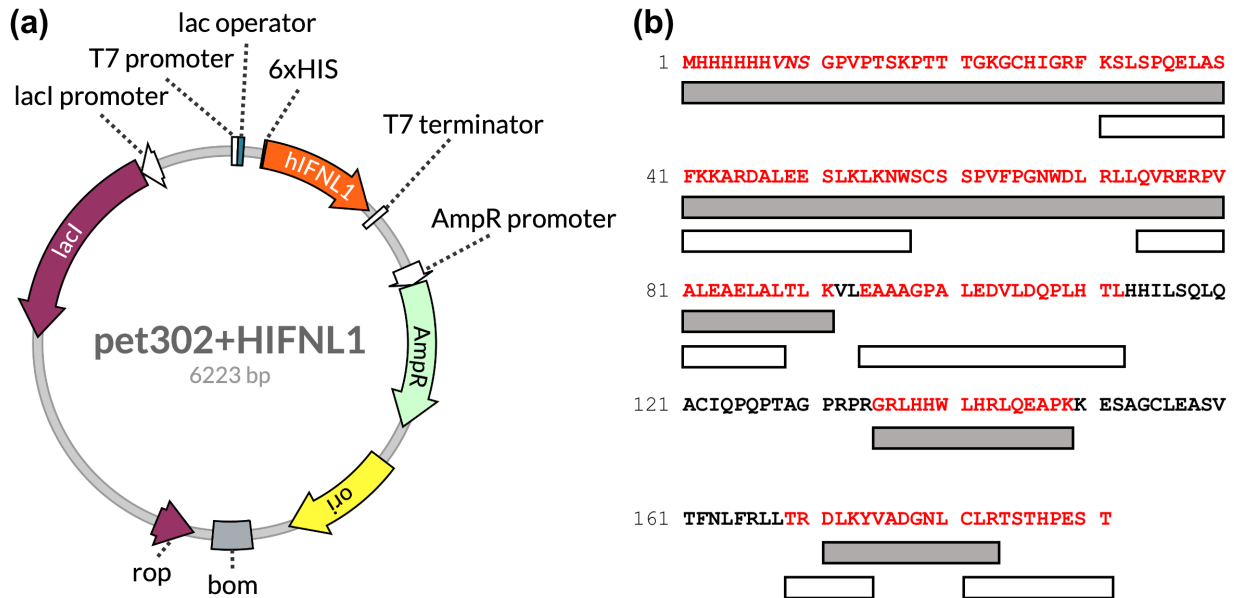 (a)
lac operator
T7 promoter
6xHIS
lacI promoter
T7 terminator
hIFNL1
AmpR promoter
lacI
AmpR
pet302+HIFNL1
6223 bp
ori
rop
bom
(b)
1 MHHHHHHVNS GPVPTSKPTT TGKGCHIGRF KSLSPQELAS
41 FKKARDALEE SLKLKNWSCS SPVFPGNWDL RLLQVRERPV
81 ALEAELALTL KVLEAAAGPA LEDVLDQPLH TLHHILSQLQ
121 ACIQPQPTAG PRPRGRLHHW LHRLQEAPKK ESAGCLEASV
161 TFNLFRLLTR DLKYVADGNL CLRTSTHPES T